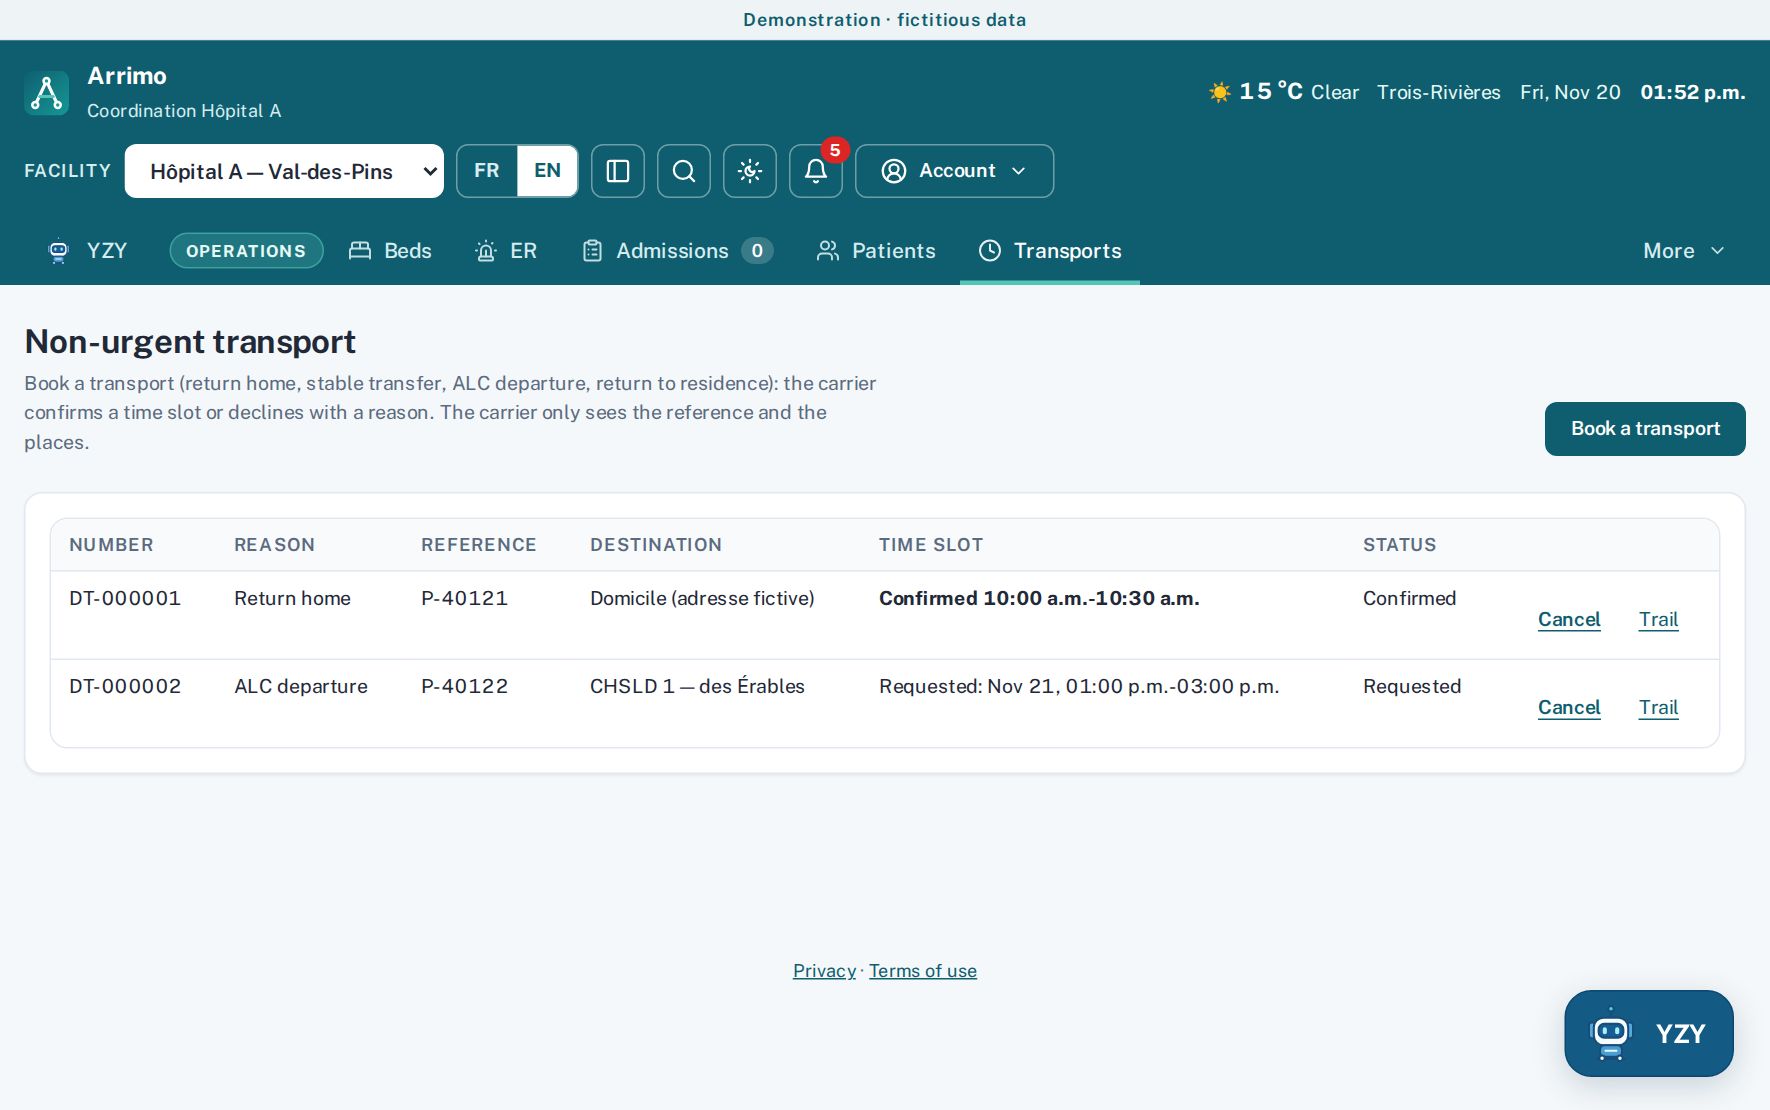 Demonstration · fictitious data
Arrimo
Coordination Hôpital A
☀️ 15 °C Clear Trois-Rivières Fri, Nov 20 01:52 p.m.
FACILITY Hôpital A — Val-des-Pins FR EN 5 Account
YZY OPERATIONS Beds ER Admissions 0 Patients Transports More
Non-urgent transport
Book a transport (return home, stable transfer, ALC departure, return to residence): the carrier
confirms a time slot or declines with a reason. The carrier only sees the reference and the
places.
Book a transport
NUMBER REASON REFERENCE DESTINATION TIME SLOT STATUS
DT-000001 Return home P-40121 Domicile (adresse fictive) Confirmed 10:00 a.m.-10:30 a.m. Confirmed Cancel Trail
DT-000002 ALC departure P-40122 CHSLD 1 — des Érables Requested: Nov 21, 01:00 p.m.-03:00 p.m. Requested Cancel Trail
Privacy · Terms of use
YZY